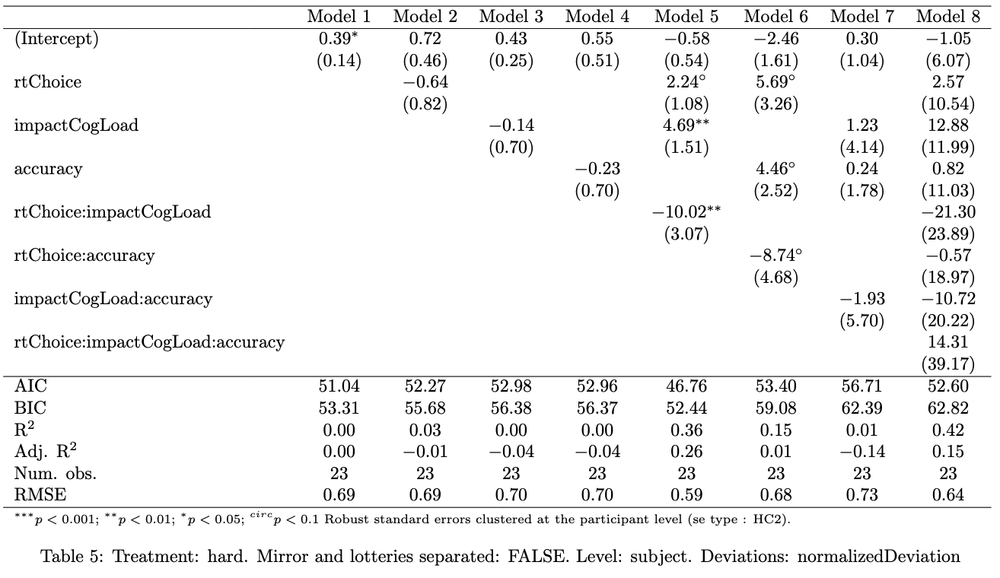 Model 1 Model 2 Model 3 Model 4 Model 5 Model 6 Model 7 Model 8
(Intercept) 0.39* 0.72 0.43 0.55 −0.58 −2.46 0.30 −1.05
(0.14) (0.46) (0.25) (0.51) (0.54) (1.61) (1.04) (6.07)
rtChoice −0.64 2.24° 5.69° 2.57
(0.82) (1.08) (3.26) (10.54)
impactCogLoad −0.14 4.69** 1.23 12.88
(0.70) (1.51) (4.14) (11.99)
accuracy −0.23 4.46° 0.24 0.82
(0.70) (2.52) (1.78) (11.03)
rtChoice:impactCogLoad −10.02** −21.30
(3.07) (23.89)
rtChoice:accuracy −8.74° −0.57
(4.68) (18.97)
impactCogLoad:accuracy −1.93 −10.72
(5.70) (20.22)
rtChoice:impactCogLoad:accuracy 14.31
(39.17)
AIC 51.04 52.27 52.98 52.96 46.76 53.40 56.71 52.60
BIC 53.31 55.68 56.38 56.37 52.44 59.08 62.39 62.82
R² 0.00 0.03 0.00 0.00 0.36 0.15 0.01 0.42
Adj. R² 0.00 −0.01 −0.04 −0.04 0.26 0.01 −0.14 0.15
Num. obs. 23 23 23 23 23 23 23 23
RMSE 0.69 0.69 0.70 0.70 0.59 0.68 0.73 0.64
***p < 0.001; **p < 0.01; *p < 0.05; circp < 0.1 Robust standard errors clustered at the participant level (se type : HC2).
Table 5: Treatment: hard. Mirror and lotteries separated: FALSE. Level: subject. Deviations: normalizedDeviation